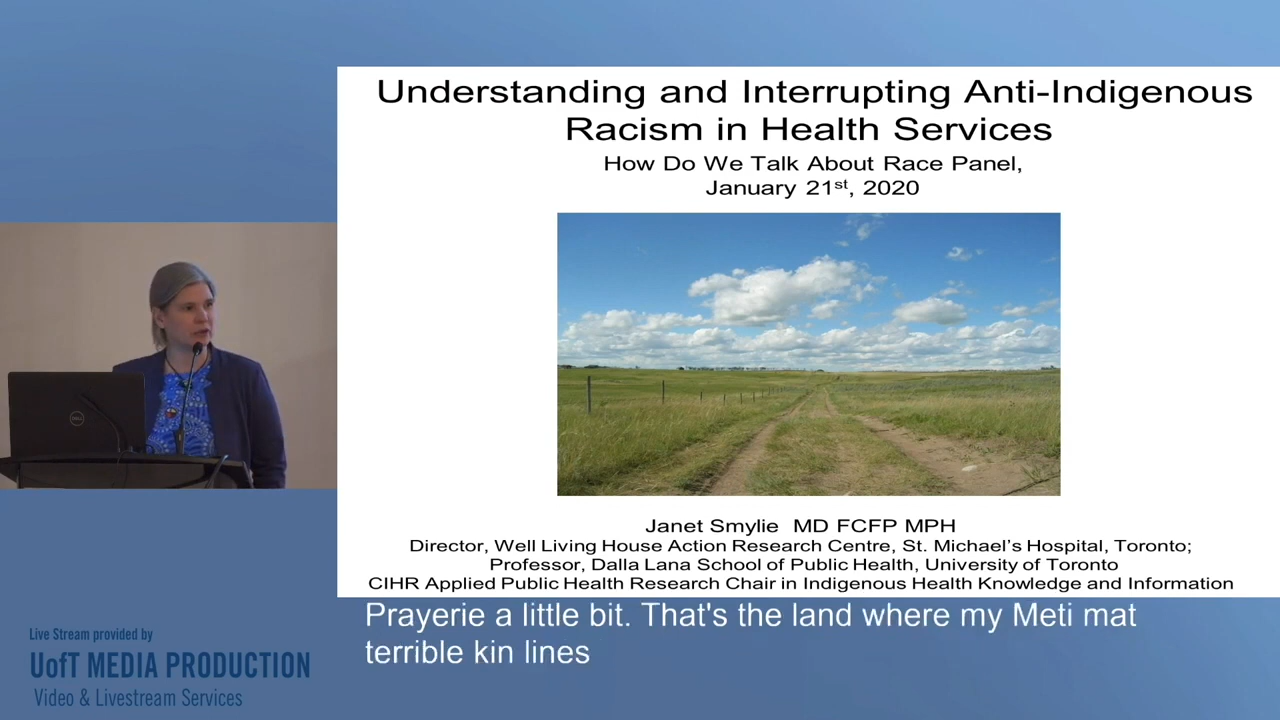 Understanding and Interrupting Anti-Indigenous
Racism in Health Services
How Do We Talk About Race Panel,
January 21st, 2020
Janet Smylie MD FCFP MPH
Director, Well Living House Action Research Centre, St. Michael's Hospital, Toronto;
Professor, Dalla Lana School of Public Health, University of Toronto
CIHR Applied Public Health Research Chair in Indigenous Health Knowledge and Information
Prayerie a little bit. That's the land where my Meti mat
terrible kin lines
Live Stream provided by
UofT MEDIA PRODUCTION
Video & Livestream Services
DELL